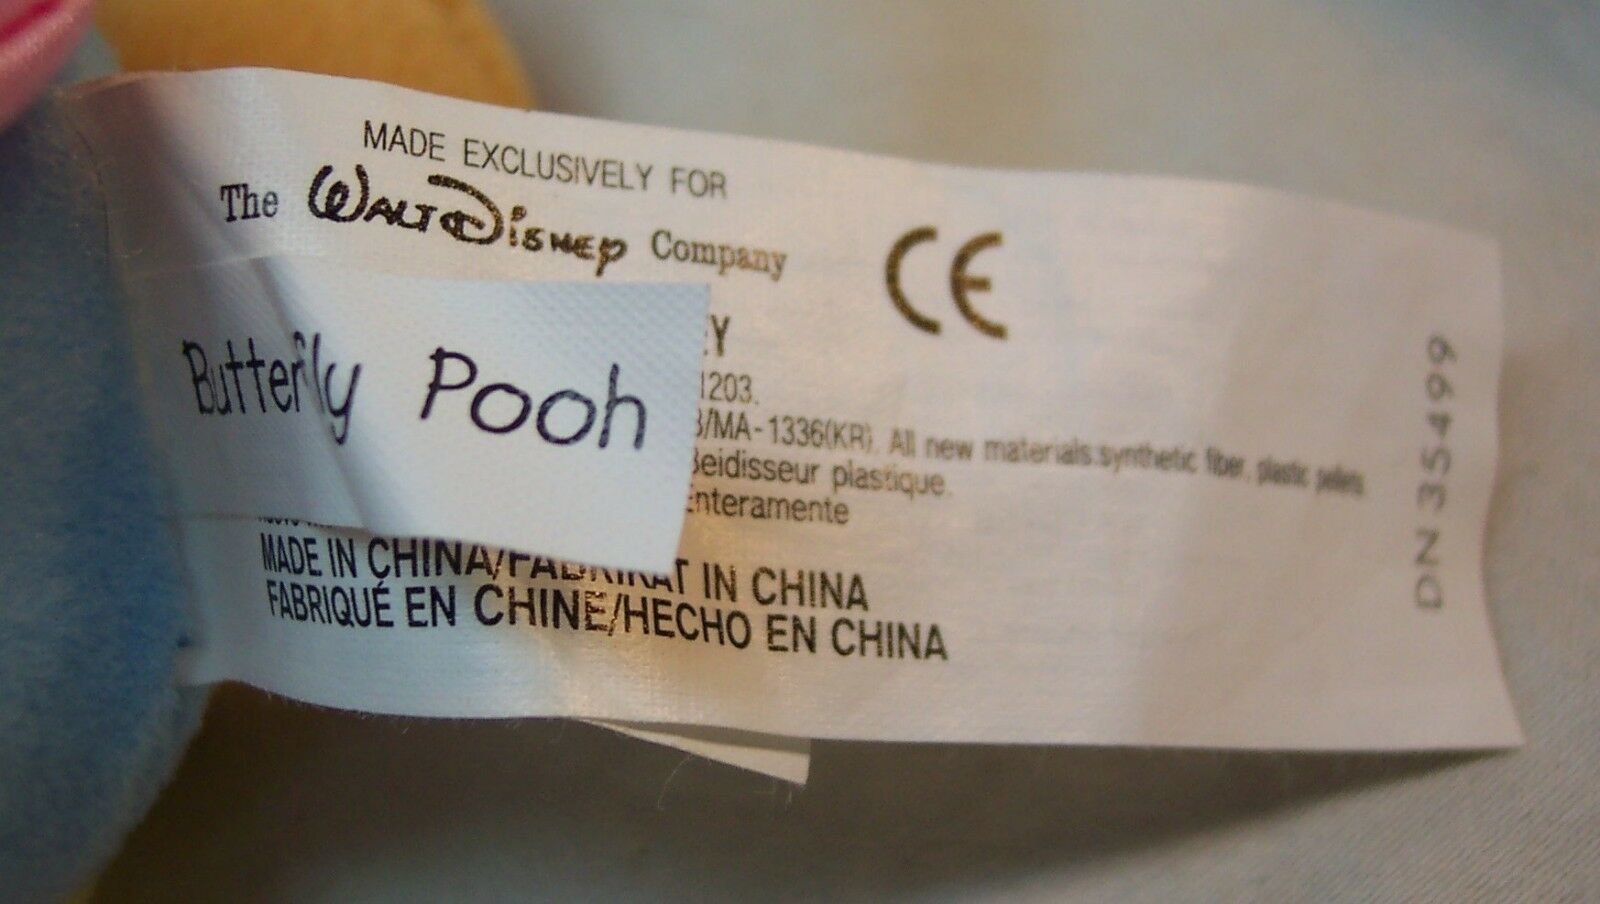 MADE EXCLUSIVELY FOR
The WALT DISNEY Company
CE
Butterfly Pooh
Y
1203.
/MA-1336(KR). All new materials:synthetic fiber, plastic pellets
Beidisseur plastique.
Enteramente
MADE IN CHINA/FABRIKAT IN CHINA
FABRIQUÉ EN CHINE/HECHO EN CHINA
DN 35499